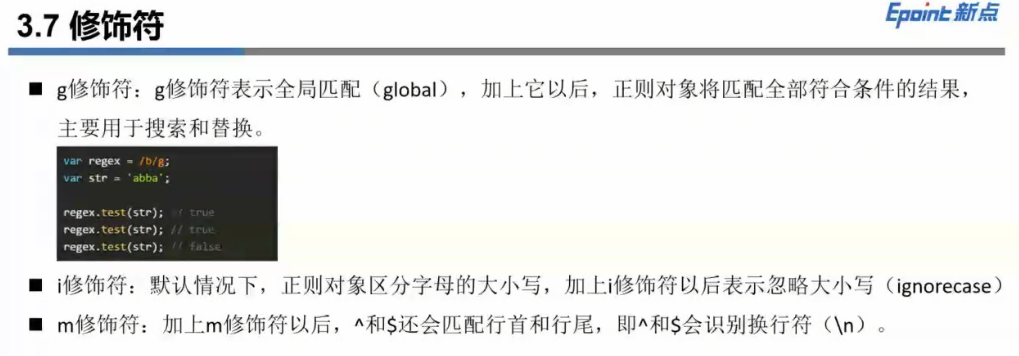 3.7 修饰符
Epoint 新点
■ g修饰符：g修饰符表示全局匹配（global），加上它以后，正则对象将匹配全部符合条件的结果，
主要用于搜索和替换。
var regex = /b/g;
var str = 'abba';
regex.test(str); // true
regex.test(str); // true
regex.test(str); // false
■ i修饰符：默认情况下，正则对象区分字母的大小写，加上i修饰符以后表示忽略大小写（ignorecase）
■ m修饰符：加上m修饰符以后，^和$还会匹配行首和行尾，即^和$会识别换行符（\n）。